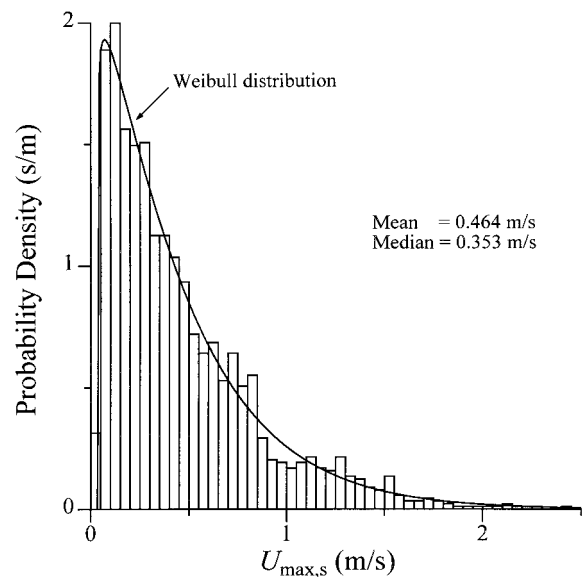 2
Weibull distribution
Probability Density (s/m)
Mean = 0.464 m/s
Median = 0.353 m/s
1
0
0 1 2
Umax,s (m/s)